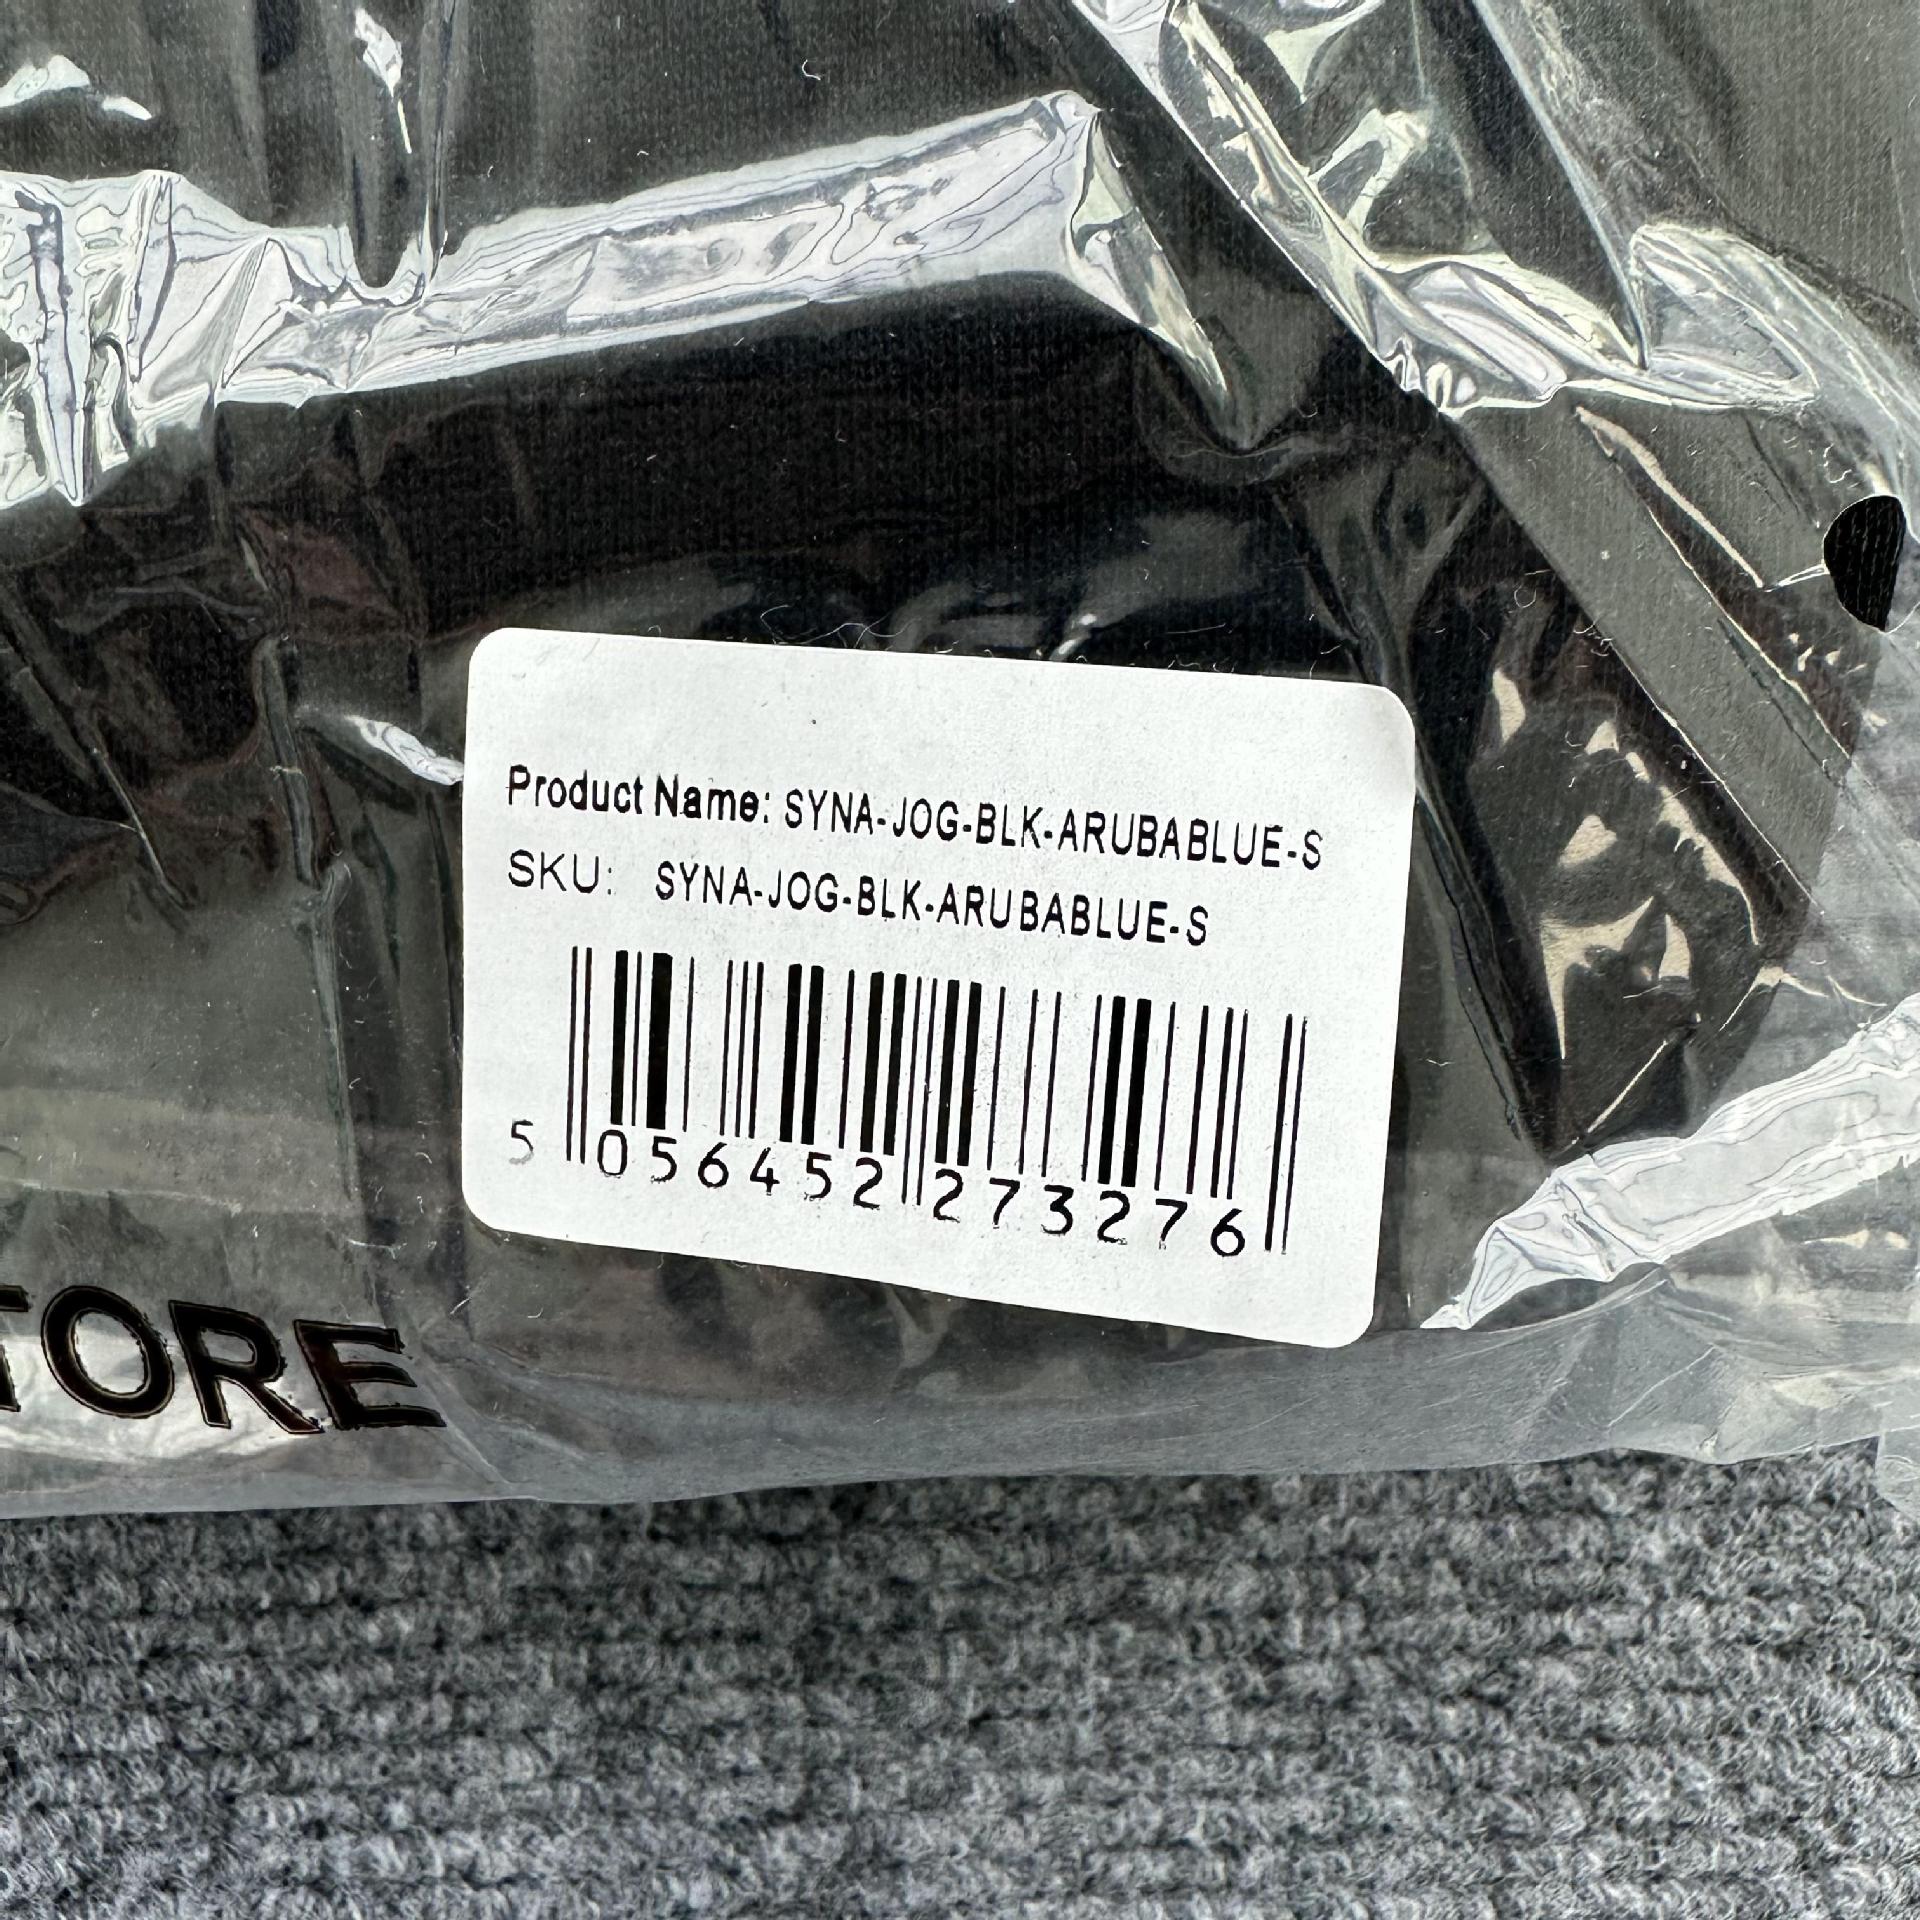 Product Name: SYNA-JOG-BLK-ARUBABLUE-S
SKU: SYNA-JOG-BLK-ARUBABLUE-S
5 056452 273276
TORE